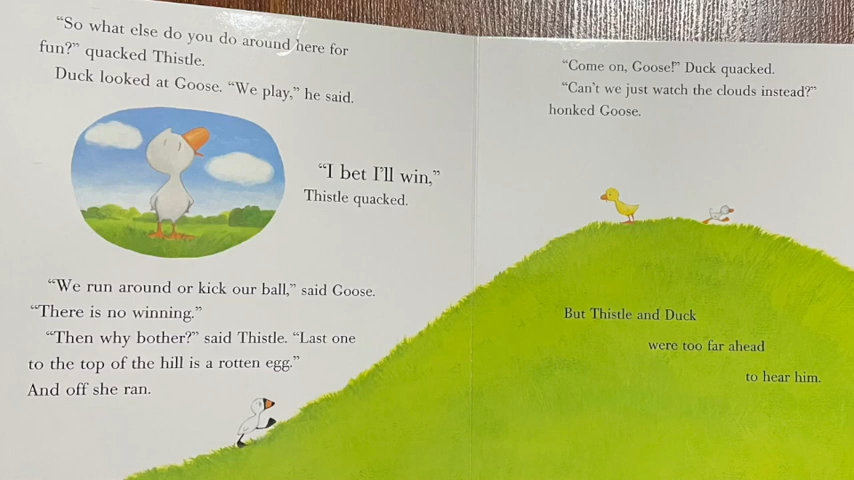 “So what else do you do around here for
fun?” quacked Thistle.
Duck looked at Goose. “We play,” he said.
“I bet I’ll win,”
Thistle quacked.
“We run around or kick our ball,” said Goose.
“There is no winning.”
“Then why bother?” said Thistle. “Last one
to the top of the hill is a rotten egg.”
And off she ran.
“Come on, Goose!” Duck quacked.
“Can’t we just watch the clouds instead?”
honked Goose.
But Thistle and Duck
were too far ahead
to hear him.